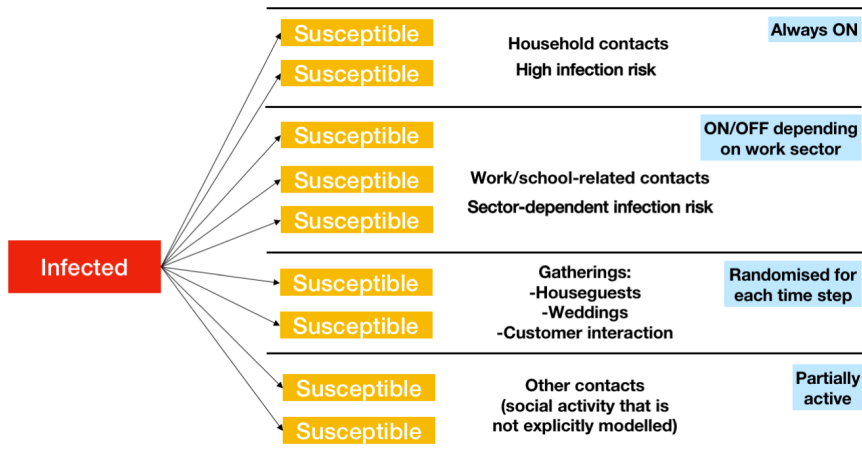 Susceptible
Susceptible
Household contacts
High infection risk
Always ON
Susceptible
Susceptible
Susceptible
Work/school-related contacts
Sector-dependent infection risk
ON/OFF depending
on work sector
Infected
Susceptible
Susceptible
Gatherings:
-Houseguests
-Weddings
-Customer interaction
Randomised for
each time step
Susceptible
Susceptible
Other contacts
(social activity that is
not explicitly modelled)
Partially
active